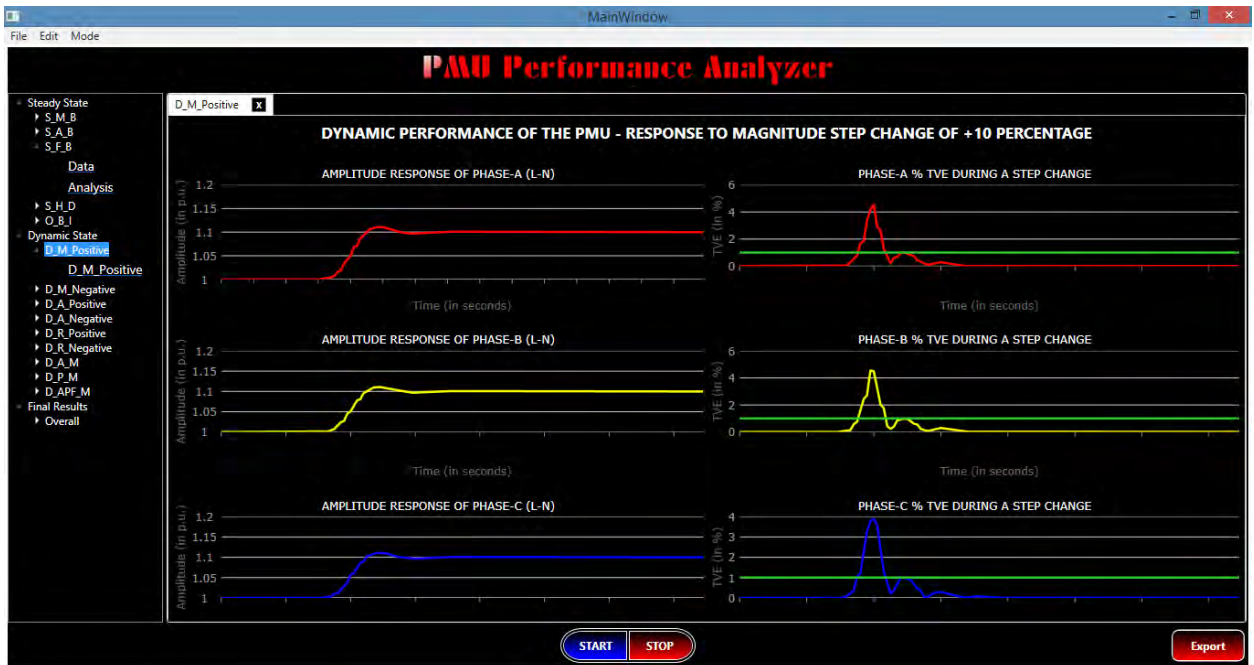 MainWindow
File Edit Mode
PMU Performance Analyzer
Steady State
S_M_B
S_A_B
S_F_B
Data
Analysis
S_H_D
O_B_I
Dynamic State
D_M_Positive
D_M_Positive
D_M_Negative
D_A_Positive
D_A_Negative
D_R_Positive
D_R_Negative
D_A_M
D_P_M
D_APF_M
Final Results
Overall
D_M_Positive X
DYNAMIC PERFORMANCE OF THE PMU - RESPONSE TO MAGNITUDE STEP CHANGE OF +10 PERCENTAGE
AMPLITUDE RESPONSE OF PHASE-A (L-N)
Amplitude (in p.u.)
1.2
1.15
1.1
1.05
1
Time (in seconds)
PHASE-A % TVE DURING A STEP CHANGE
TVE (in %)
6
4
2
0
AMPLITUDE RESPONSE OF PHASE-B (L-N)
Amplitude (in p.u.)
1.2
1.15
1.1
1.05
1
Time (in seconds)
PHASE-B % TVE DURING A STEP CHANGE
TVE (in %)
6
4
2
0
Time (in seconds)
AMPLITUDE RESPONSE OF PHASE-C (L-N)
Amplitude (in p.u.)
1.2
1.15
1.1
1.05
1
PHASE-C % TVE DURING A STEP CHANGE
TVE (in %)
4
3
2
1
0
Time (in seconds)
START STOP
Export